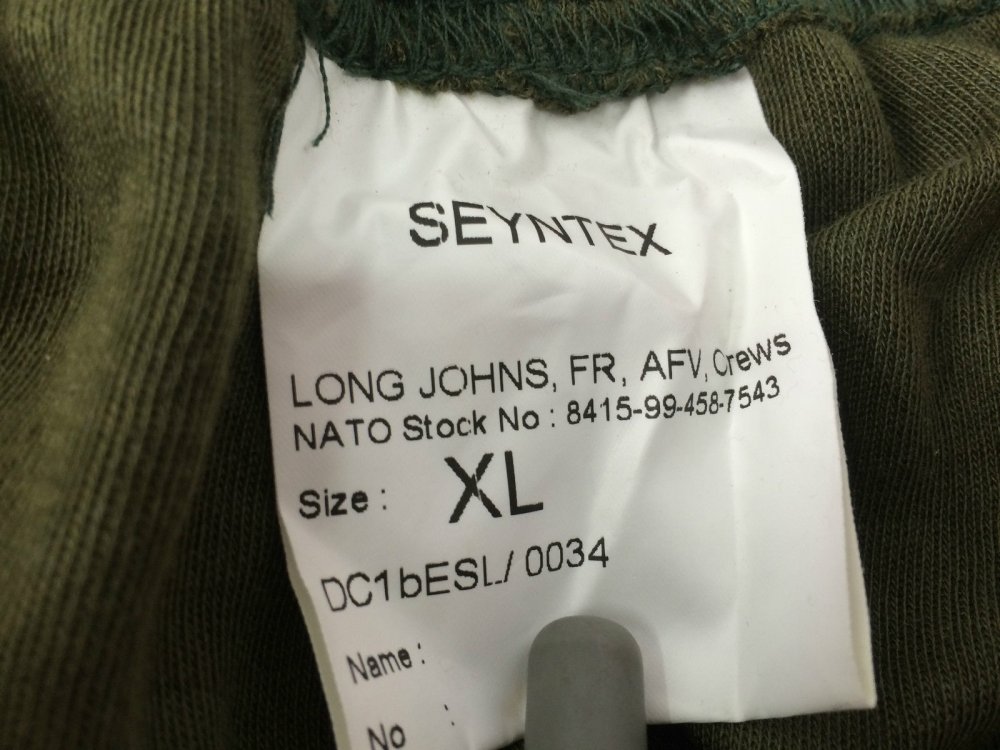 SEYNTEX
LONG JOHNS, FR, AFV, Crews
NATO Stock No : 8415-99-458-7543
Size : XL
DC1bESL/ 0034
Name :
No :